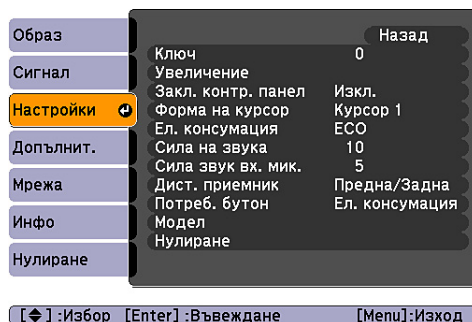 Образ
Сигнал
Настройки
Допълнит.
Мрежа
Инфо
Нулиране
Назад
Ключ 0
Увеличение
Закл. контр. панел Изкл.
Форма на курсор Курсор 1
Ел. консумация ECO
Сила на звука 10
Сила звук вх. мик. 5
Дист. приемник Предна/Задна
Потреб. бутон Ел. консумация
Модел
Нулиране
[◆] :Избор [Enter] :Въвеждане [Menu]:Изход